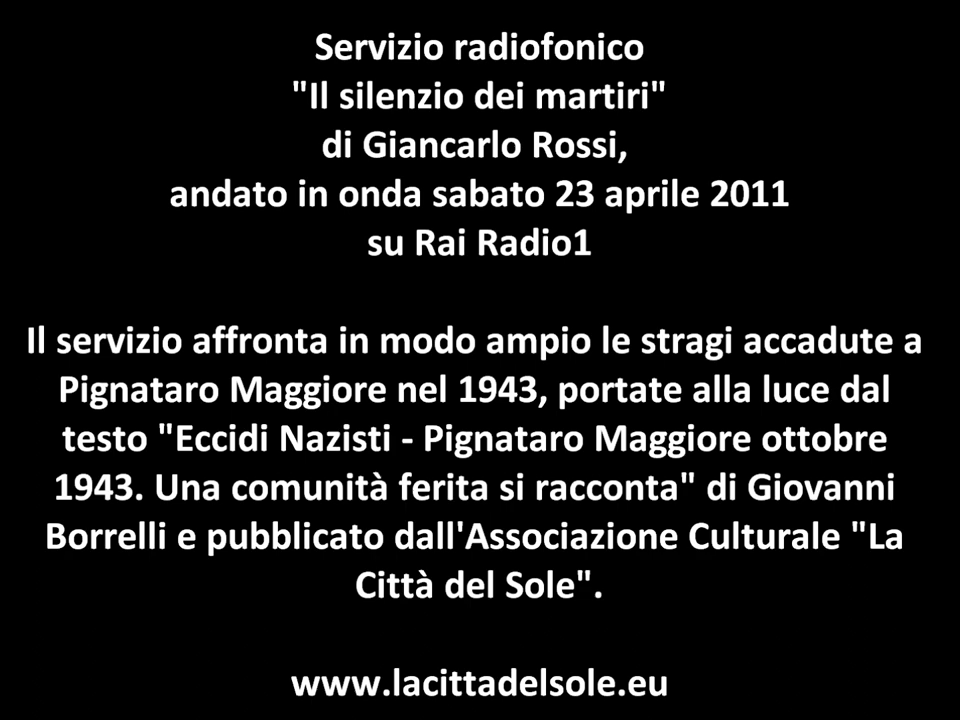 Servizio radiofonico
"Il silenzio dei martiri"
di Giancarlo Rossi,
andato in onda sabato 23 aprile 2011
su Rai Radio1
Il servizio affronta in modo ampio le stragi accadute a
Pignataro Maggiore nel 1943, portate alla luce dal
testo "Eccidi Nazisti - Pignataro Maggiore ottobre
1943. Una comunità ferita si racconta" di Giovanni
Borrelli e pubblicato dall'Associazione Culturale "La
Città del Sole".
www.lacittadelsole.eu